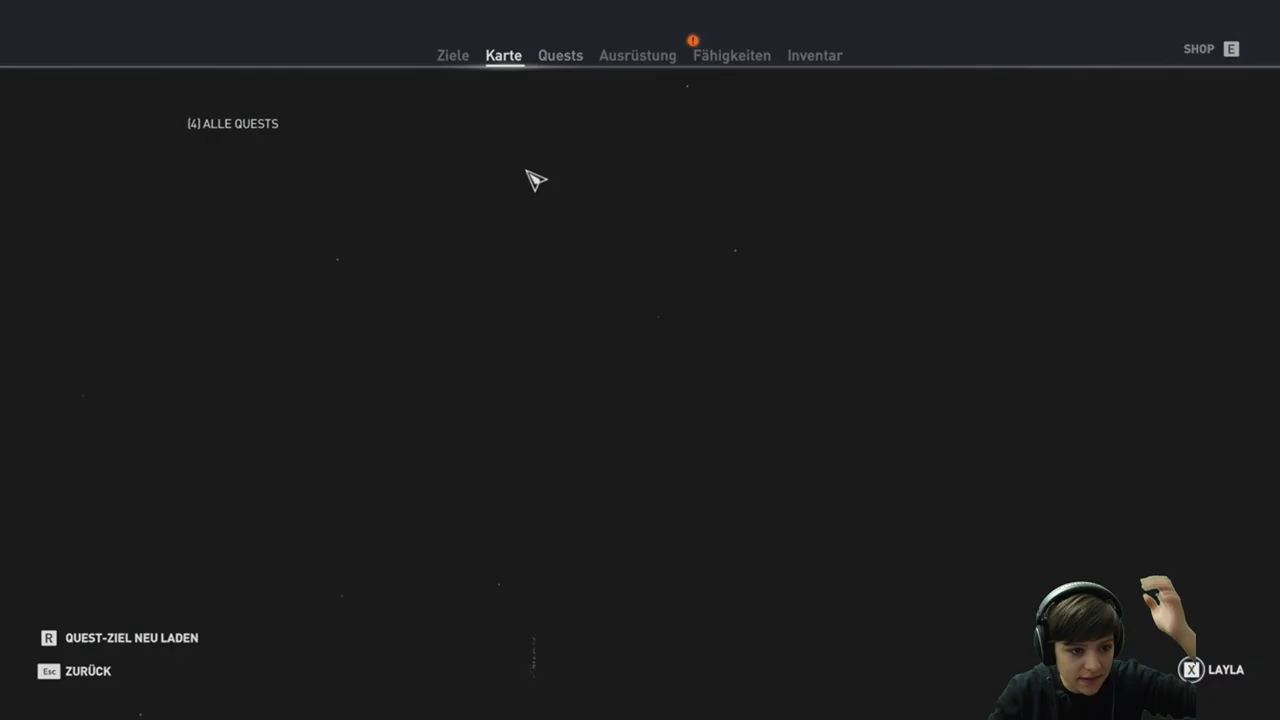 Ziele Karte Quests Ausrüstung Fähigkeiten Inventar
SHOP E
(4) ALLE QUESTS
R QUEST-ZIEL NEU LADEN
Esc ZURÜCK
X LAYLA